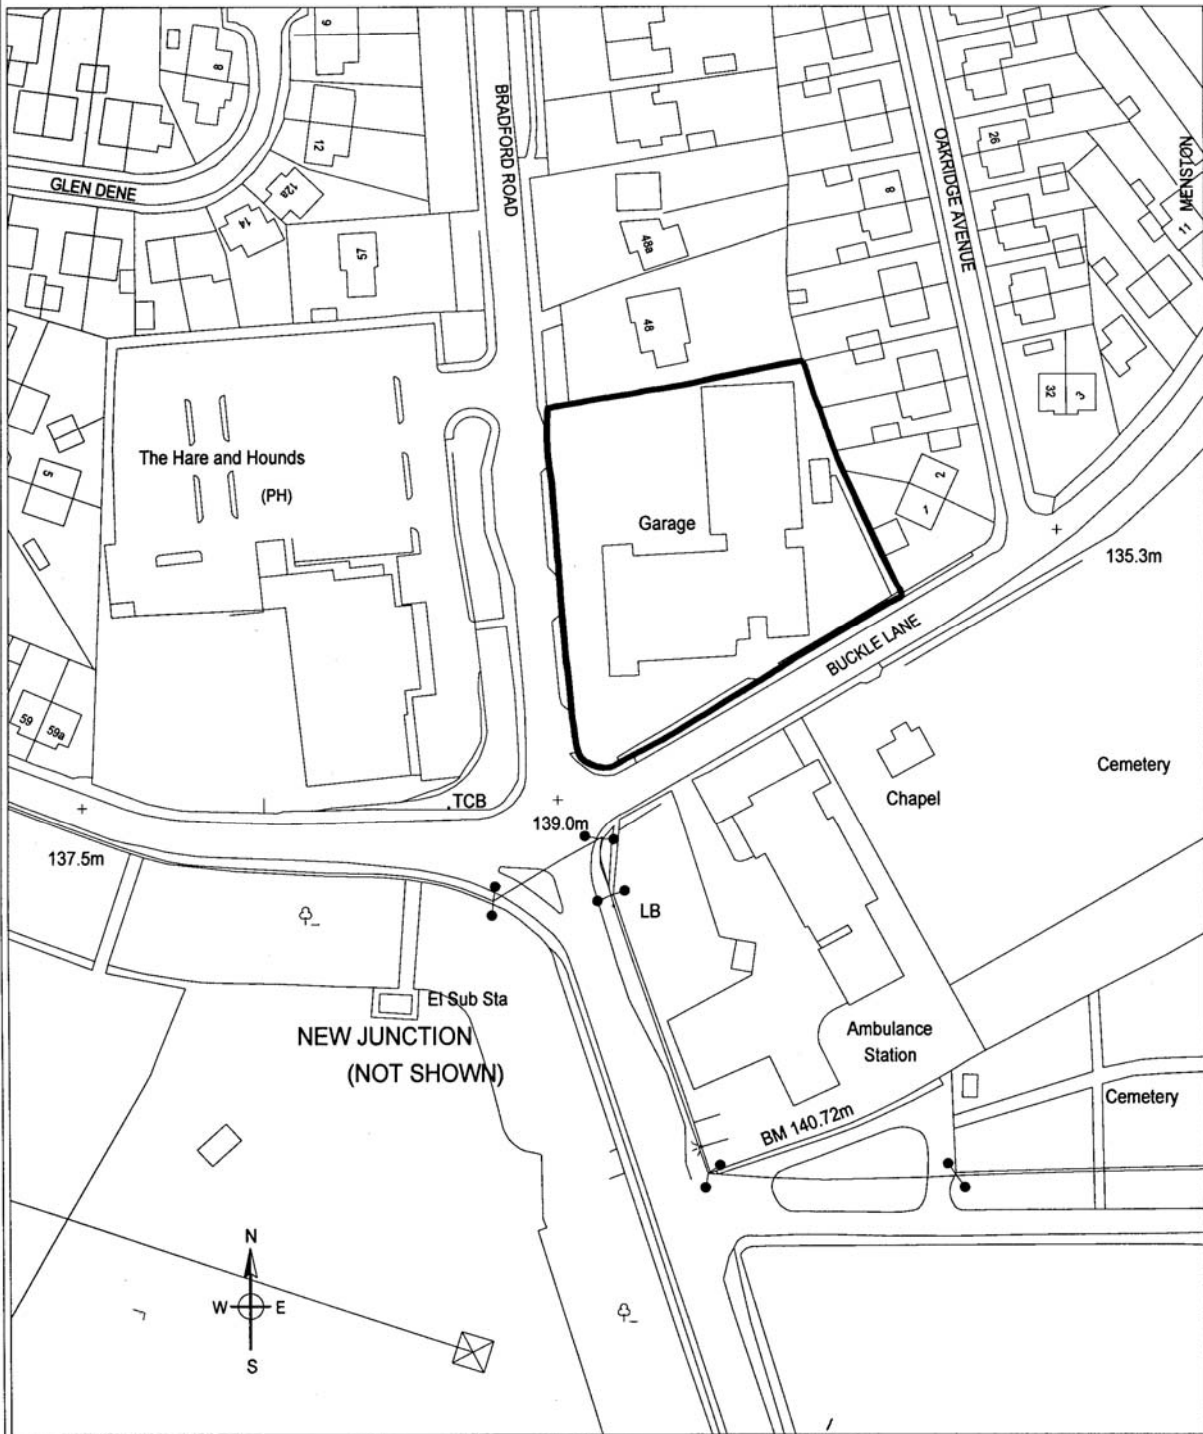 9
8
12
BRADFORD ROAD
OAKRIDGE AVENUE
26
MENSTON
11
GLEN DENE
12a
14
57
48a
8
48
32
3
The Hare and Hounds
(PH)
5
Garage
2
1
135.3m
BUCKLE LANE
59
59a
Cemetery
Chapel
TCB
139.0m
137.5m
LB
El Sub Sta
NEW JUNCTION
(NOT SHOWN)
Ambulance
Station
Cemetery
BM 140.72m
N
W
E
S